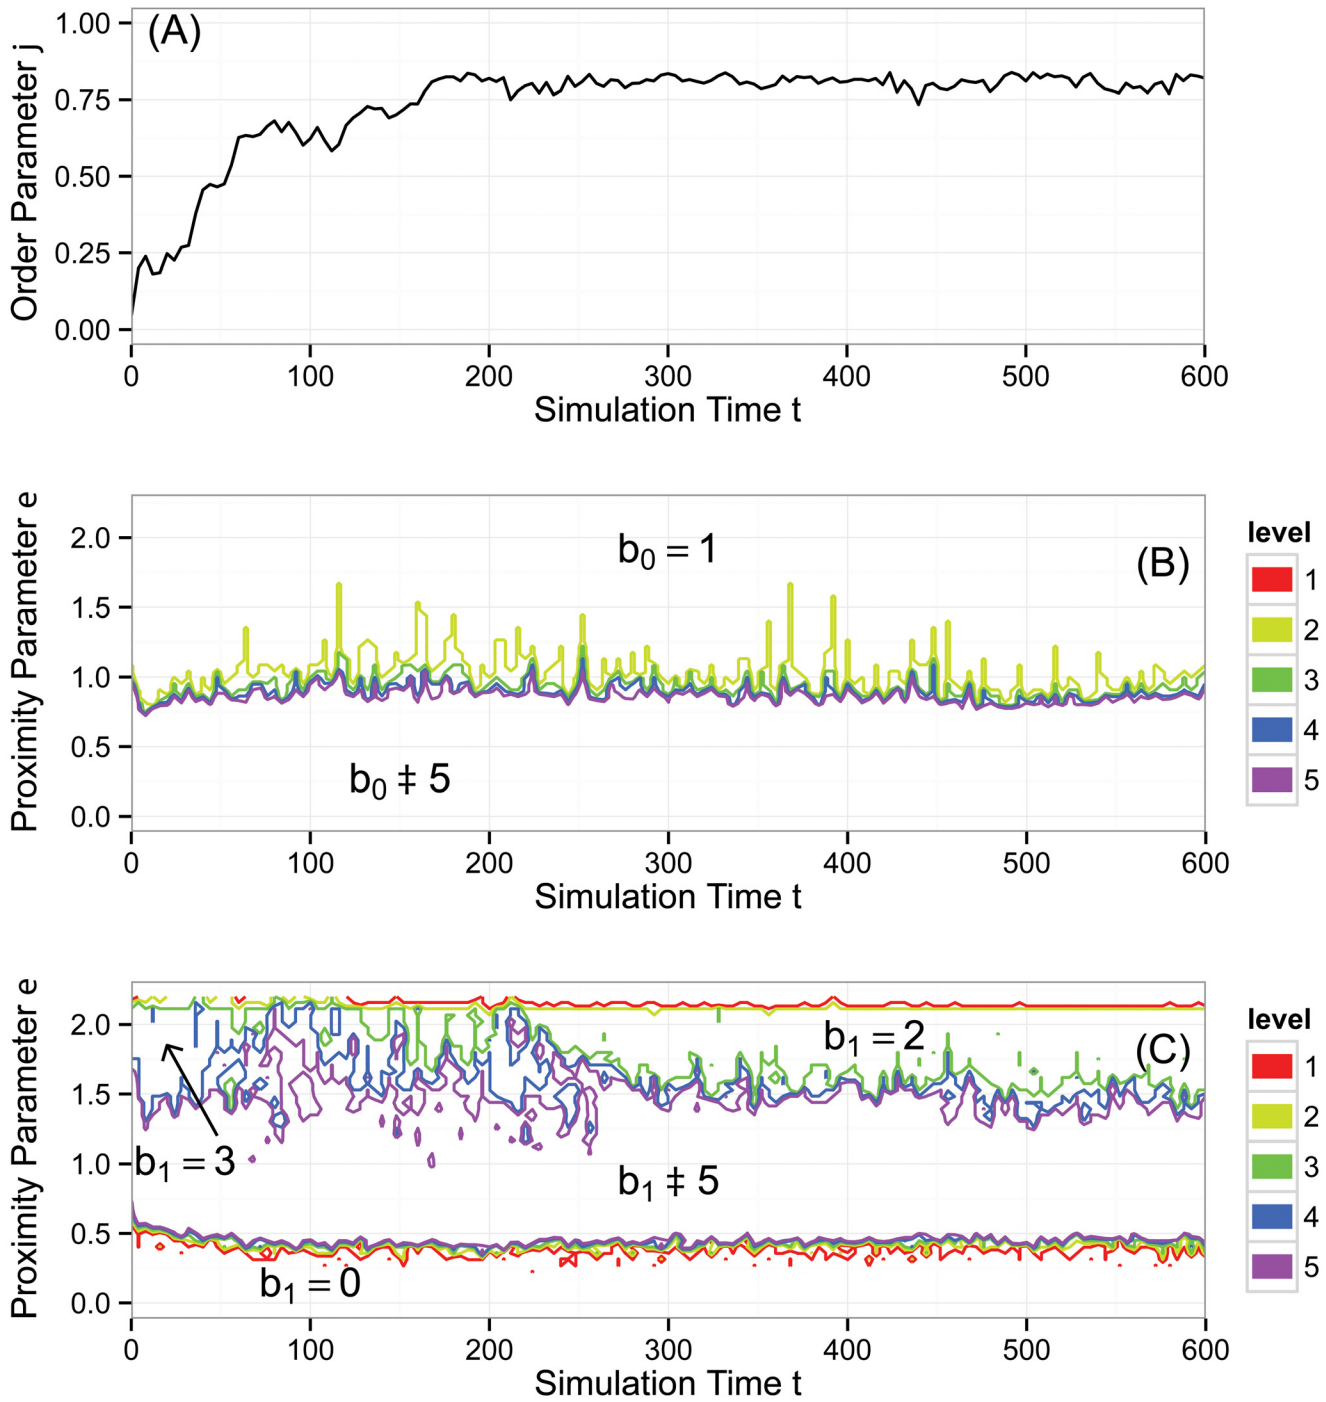 (A)
Order Parameter j
1.00
0.75
0.50
0.25
0.00
0 100 200 300 400 500 600
Simulation Time t
(B)
Proximity Parameter e
2.0
1.5
1.0
0.5
0.0
b₀ = 1
b₀ ‡ 5
0 100 200 300 400 500 600
Simulation Time t
level
1
2
3
4
5
(C)
Proximity Parameter e
2.0
1.5
1.0
0.5
0.0
b₁ = 2
b₁ = 3
b₁ ‡ 5
b₁ = 0
0 100 200 300 400 500 600
Simulation Time t
level
1
2
3
4
5